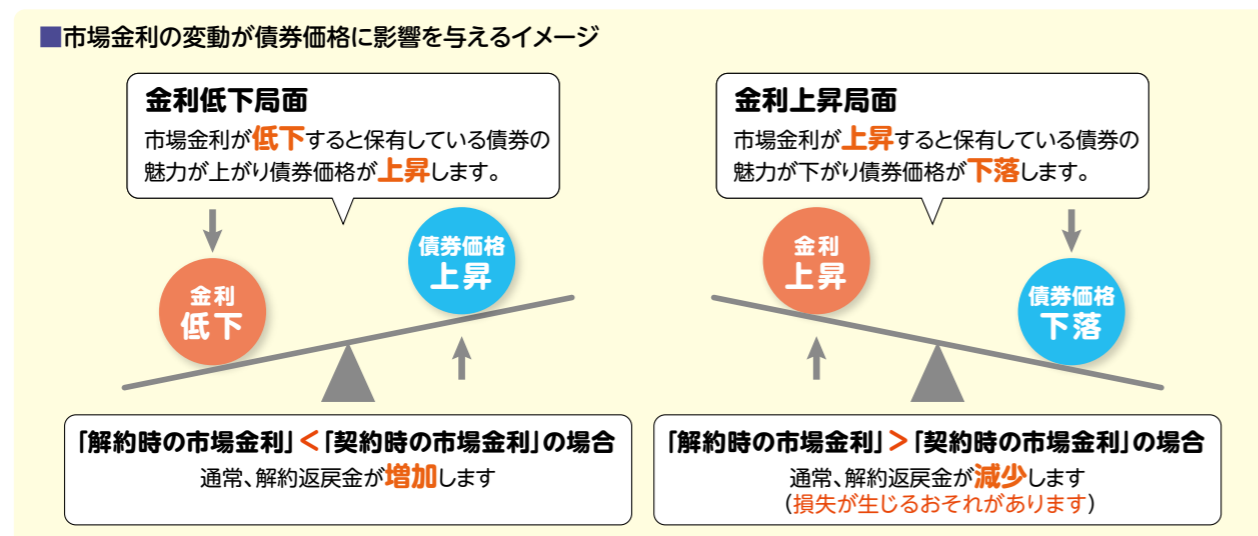 ■市場金利の変動が債券価格に影響を与えるイメージ
金利低下局面
市場金利が低下すると保有している債券の
魅力が上がり債券価格が上昇します。
金利
低下
債券価格
上昇
「解約時の市場金利」<「契約時の市場金利」の場合
通常、解約返戻金が増加します
金利上昇局面
市場金利が上昇すると保有している債券の
魅力が下がり債券価格が下落します。
金利
上昇
債券価格
下落
「解約時の市場金利」>「契約時の市場金利」の場合
通常、解約返戻金が減少します
(損失が生じるおそれがあります)